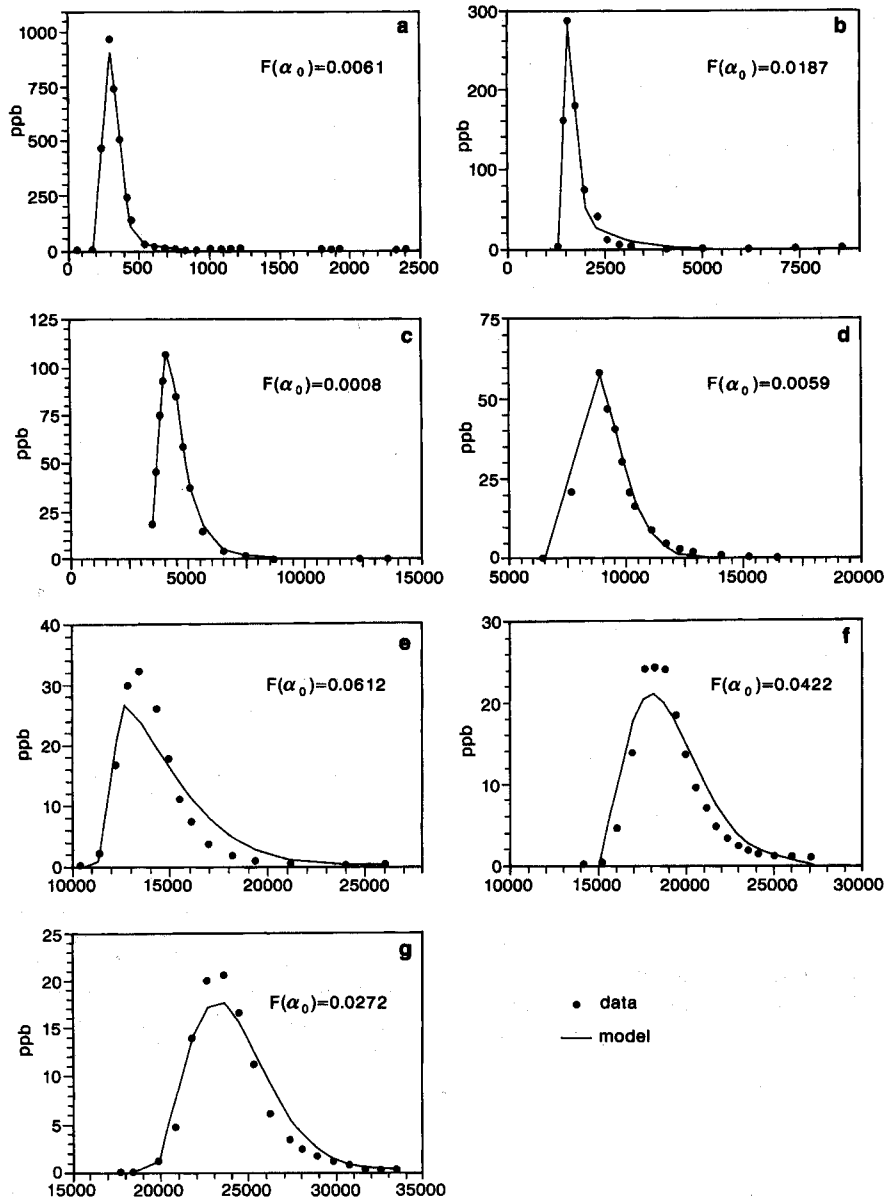 a
F(α₀)=0.0061
ppb
1000
750
500
250
0
0 500 1000 1500 2000 2500
b
F(α₀)=0.0187
ppb
300
200
100
0
0 2500 5000 7500
c
F(α₀)=0.0008
ppb
125
100
75
50
25
0
0 5000 10000 15000
d
F(α₀)=0.0059
ppb
75
50
25
0
5000 10000 15000 20000
e
F(α₀)=0.0612
ppb
40
30
20
10
0
10000 15000 20000 25000
f
F(α₀)=0.0422
ppb
30
20
10
0
10000 15000 20000 25000 30000
g
F(α₀)=0.0272
ppb
25
20
15
10
5
0
15000 20000 25000 30000 35000
data
model